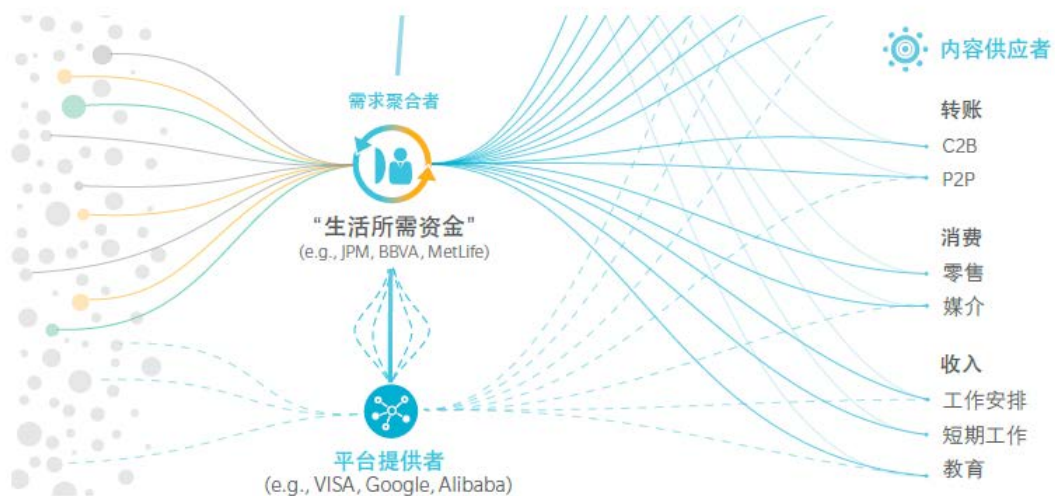 内容供应者
需求聚合者
“生活所需资金”
(e.g., JPM, BBVA, MetLife)
平台提供者
(e.g., VISA, Google, Alibaba)
转账
C2B
P2P
消费
零售
媒介
收入
工作安排
短期工作
教育